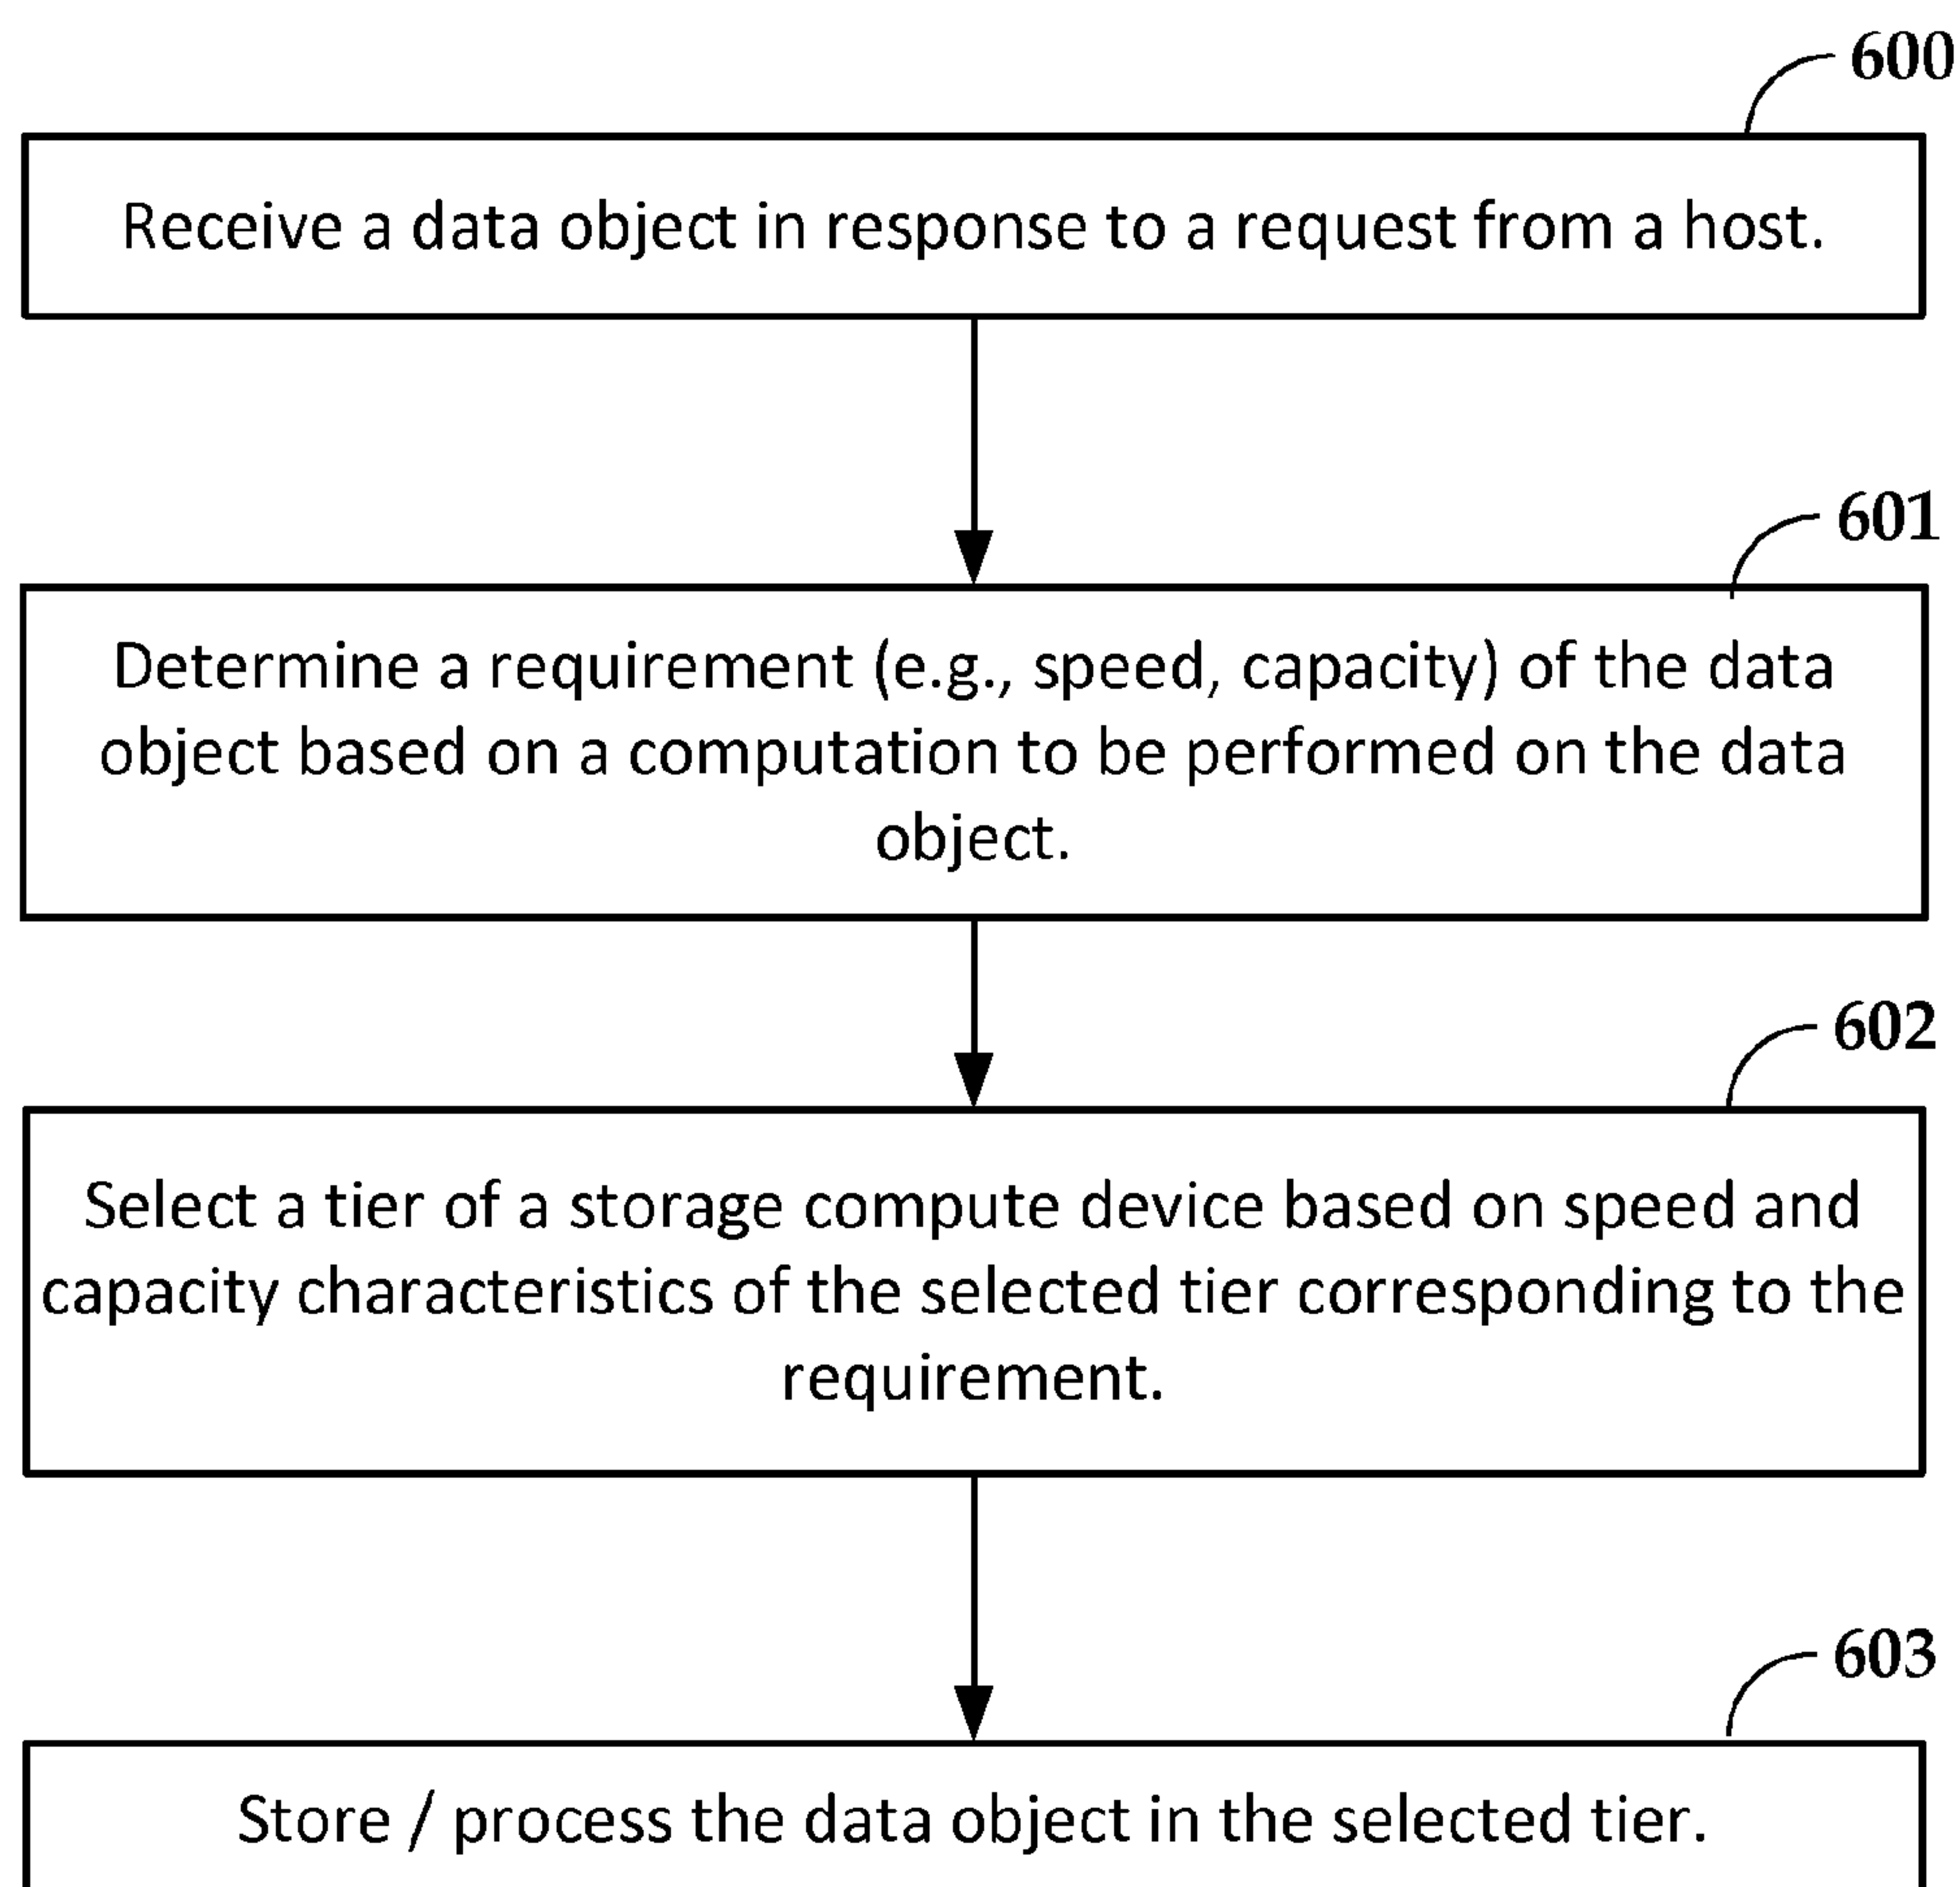 600
Receive a data object in response to a request from a host.
601
Determine a requirement (e.g., speed, capacity) of the data
object based on a computation to be performed on the data
object.
602
Select a tier of a storage compute device based on speed and
capacity characteristics of the selected tier corresponding to the
requirement.
603
Store / process the data object in the selected tier.